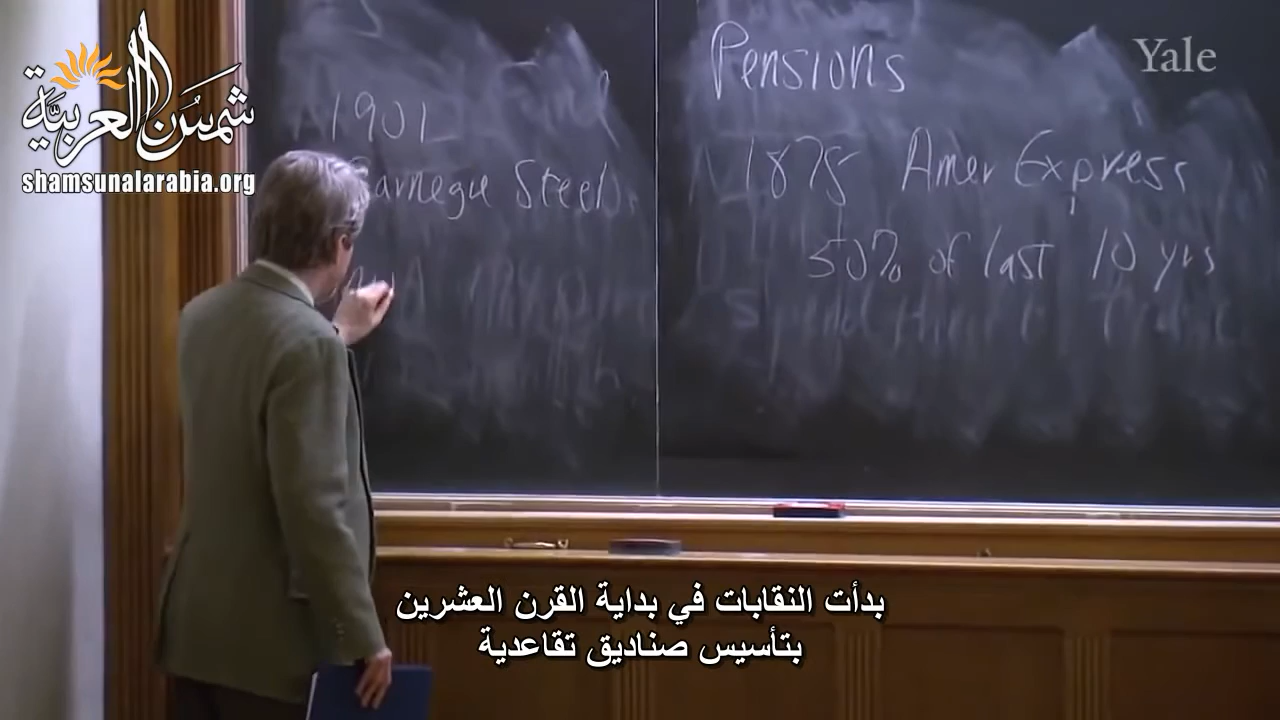 شمس العربية
shamsunalarabia.org
Yale
Pensions
1875 Amer Express
50% of last 10 yrs
1901
Carnegie Steel
بدأت النقابات في بداية القرن العشرين
بتأسيس صناديق تقاعدية